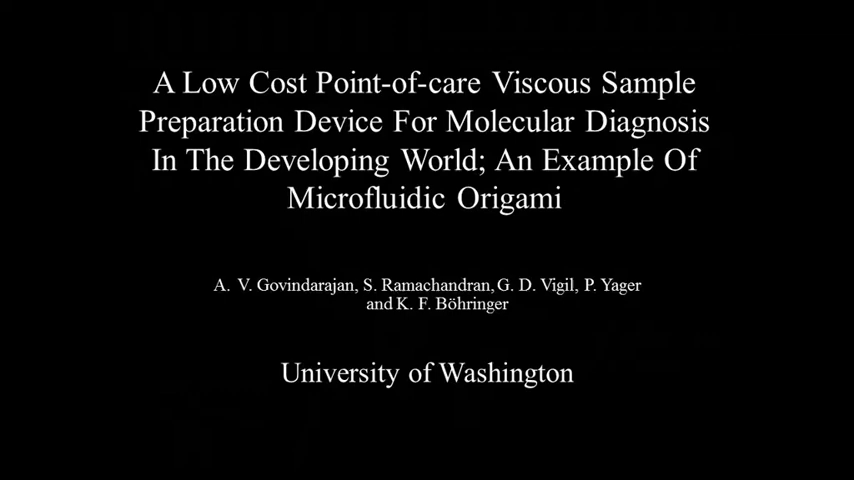 A Low Cost Point-of-care Viscous Sample
Preparation Device For Molecular Diagnosis
In The Developing World; An Example Of
Microfluidic Origami
A. V. Govindarajan, S. Ramachandran, G. D. Vigil, P. Yager
and K. F. Böhringer
University of Washington